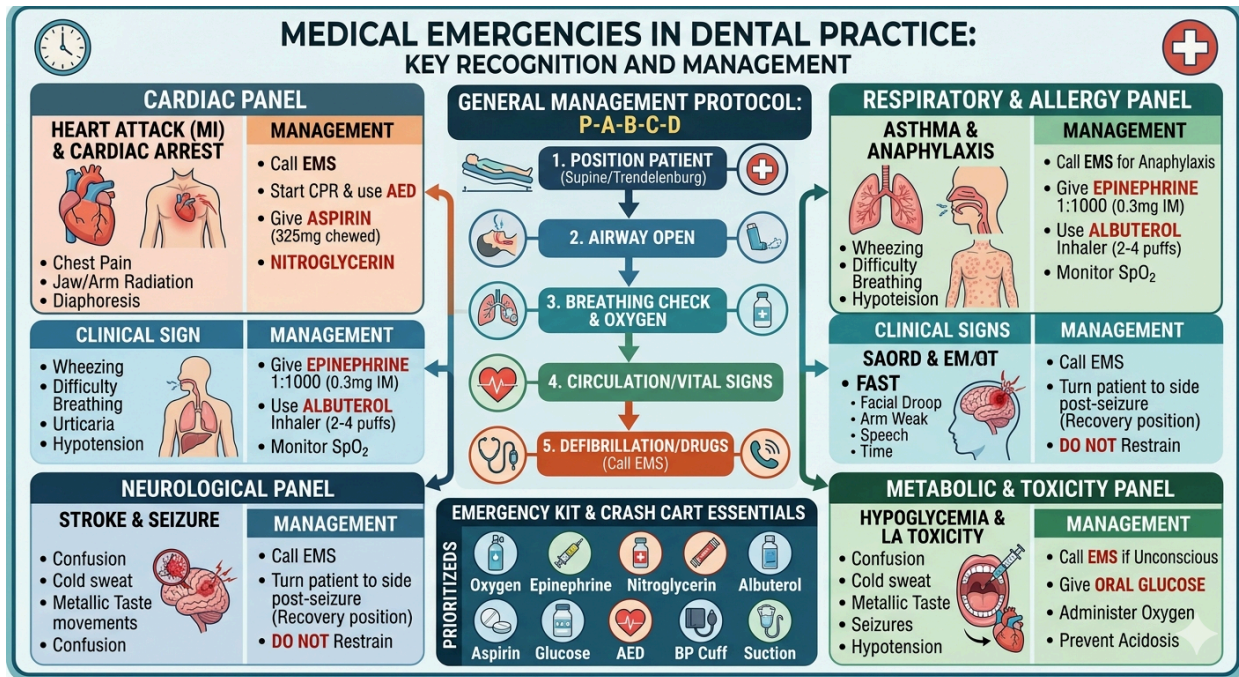 MEDICAL EMERGENCIES IN DENTAL PRACTICE:
KEY RECOGNITION AND MANAGEMENT
CARDIAC PANEL
HEART ATTACK (MI)
& CARDIAC ARREST
• Chest Pain
• Jaw/Arm Radiation
• Diaphoresis
MANAGEMENT
• Call EMS
• Start CPR & use AED
• Give ASPIRIN
(325mg chewed)
• NITROGLYCERIN
CLINICAL SIGN
• Wheezing
• Difficulty
Breathing
• Urticaria
• Hypotension
MANAGEMENT
• Give EPINEPHRINE
1:1000 (0.3mg IM)
• Use ALBUTEROL
Inhaler (2-4 puffs)
• Monitor SpO₂
NEUROLOGICAL PANEL
STROKE & SEIZURE
• Confusion
• Cold sweat
• Metallic Taste
movements
• Confusion
MANAGEMENT
• Call EMS
• Turn patient to side
post-seizure
(Recovery position)
• DO NOT Restrain
GENERAL MANAGEMENT PROTOCOL:
P-A-B-C-D
1. POSITION PATIENT
(Supine/Trendelenburg)
2. AIRWAY OPEN
3. BREATHING CHECK
& OXYGEN
4. CIRCULATION/VITAL SIGNS
5. DEFIBRILLATION/DRUGS
(Call EMS)
EMERGENCY KIT & CRASH CART ESSENTIALS
PRIORITIZEDS
Oxygen Epinephrine Nitroglycerin Albuterol
Aspirin Glucose AED BP Cuff Suction
RESPIRATORY & ALLERGY PANEL
ASTHMA &
ANAPHYLAXIS
• Wheezing
• Difficulty
Breathing
• Hypoteision
MANAGEMENT
• Call EMS for Anaphylaxis
• Give EPINEPHRINE
1:1000 (0.3mg IM)
• Use ALBUTEROL
Inhaler (2-4 puffs)
• Monitor SpO₂
CLINICAL SIGNS
SAORD & EM/OT
• FAST
• Facial Droop
• Arm Weak
• Speech
• Time
MANAGEMENT
• Call EMS
• Turn patient to side
post-seizure
(Recovery position)
• DO NOT Restrain
METABOLIC & TOXICITY PANEL
HYPOGLYCEMIA &
LA TOXICITY
• Confusion
• Cold sweat
• Metallic Taste
• Seizures
• Hypotension
MANAGEMENT
• Call EMS if Unconscious
• Give ORAL GLUCOSE
• Administer Oxygen
• Prevent Acidosis